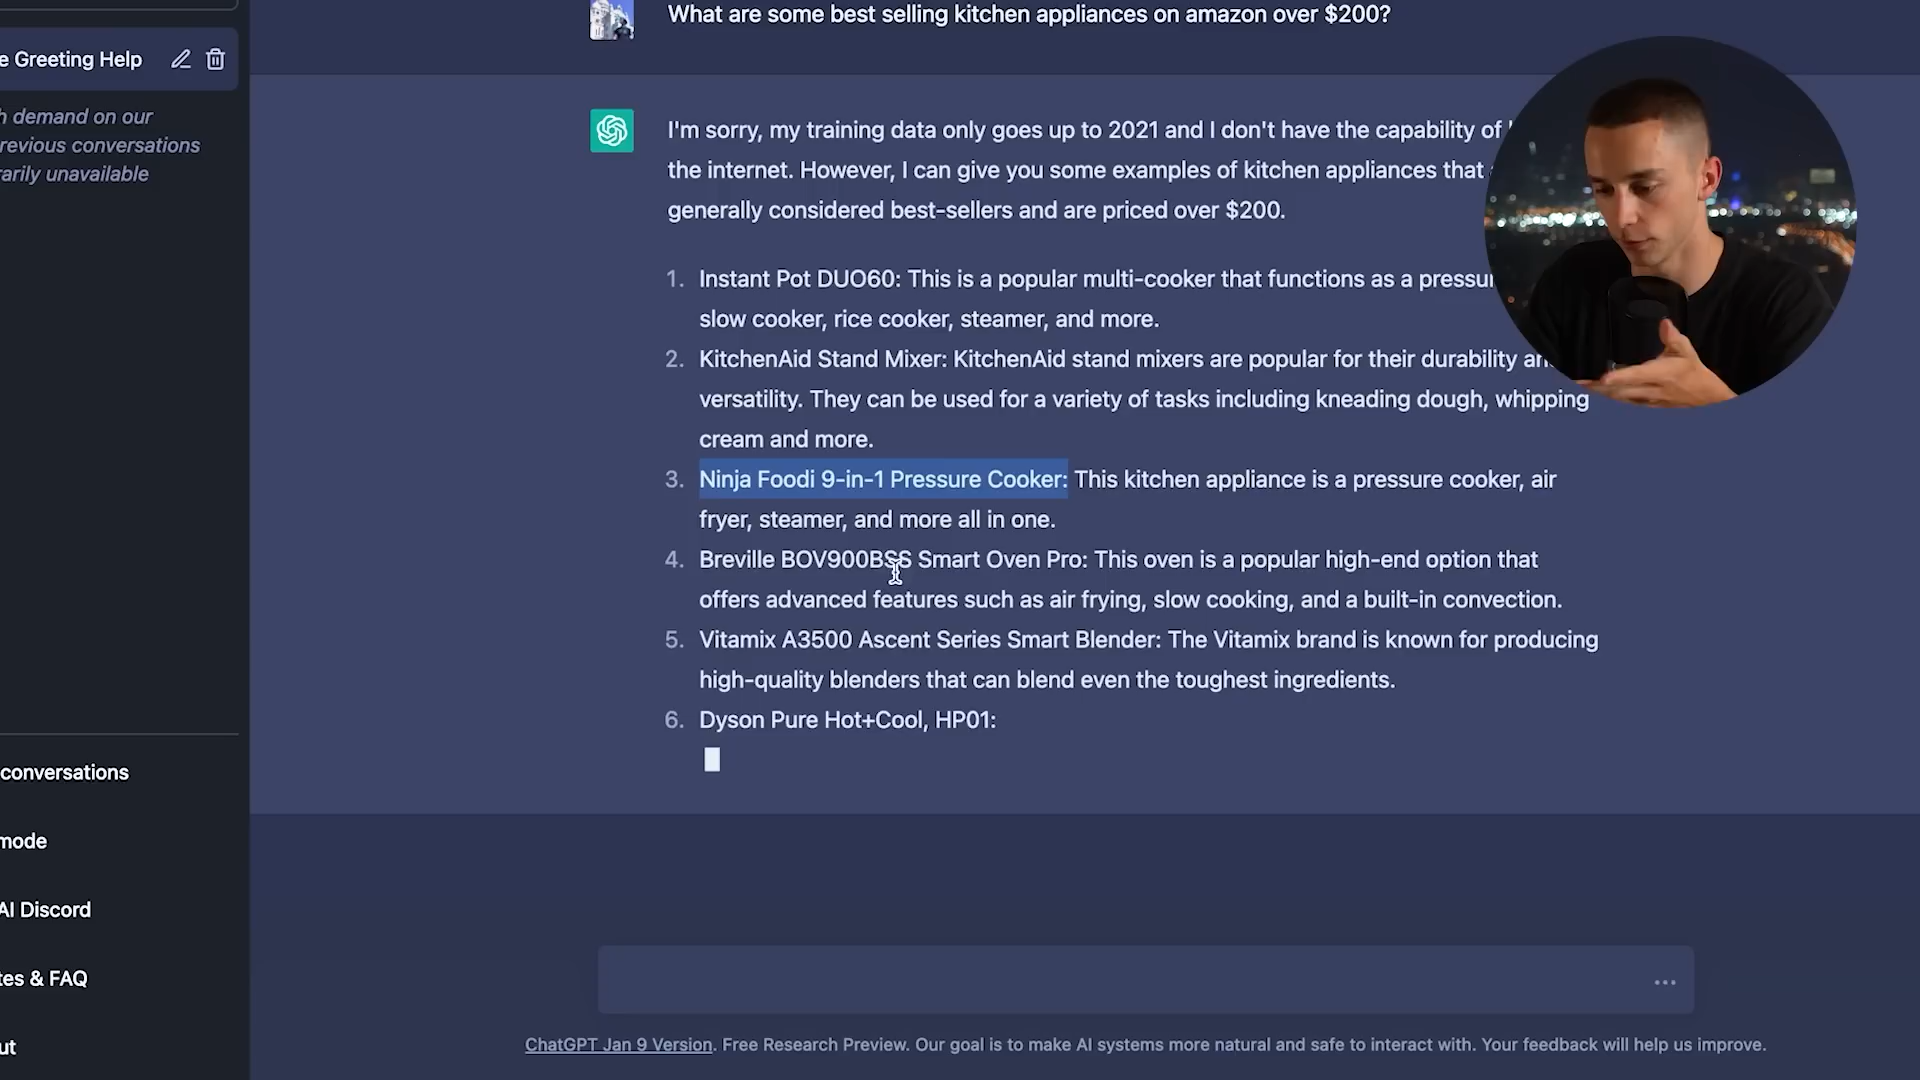 What are some best selling kitchen appliances on amazon over $200?
e Greeting Help
h demand on our
revious conversations
rarily unavailable
I'm sorry, my training data only goes up to 2021 and I don't have the capability of
the internet. However, I can give you some examples of kitchen appliances that
generally considered best-sellers and are priced over $200.
1. Instant Pot DUO60: This is a popular multi-cooker that functions as a pressur
slow cooker, rice cooker, steamer, and more.
2. KitchenAid Stand Mixer: KitchenAid stand mixers are popular for their durability an
versatility. They can be used for a variety of tasks including kneading dough, whipping
cream and more.
3. Ninja Foodi 9-in-1 Pressure Cooker: This kitchen appliance is a pressure cooker, air
fryer, steamer, and more all in one.
4. Breville BOV900BSS Smart Oven Pro: This oven is a popular high-end option that
offers advanced features such as air frying, slow cooking, and a built-in convection.
5. Vitamix A3500 Ascent Series Smart Blender: The Vitamix brand is known for producing
high-quality blenders that can blend even the toughest ingredients.
6. Dyson Pure Hot+Cool, HP01:
conversations
mode
AI Discord
tes & FAQ
ut
ChatGPT Jan 9 Version. Free Research Preview. Our goal is to make AI systems more natural and safe to interact with. Your feedback will help us improve.